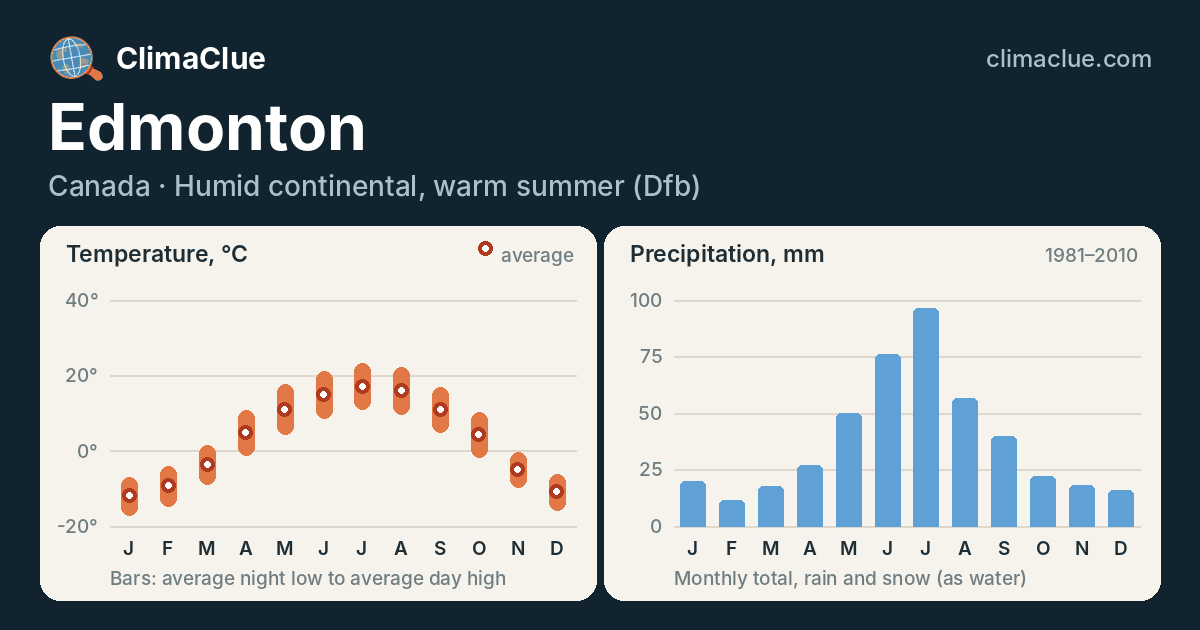 ClimaClue
climaclue.com
Edmonton
Canada · Humid continental, warm summer (Dfb)
Temperature, °C
average
40°
20°
0°
-20°
J F M A M J J A S O N D
Bars: average night low to average day high
Precipitation, mm
1981–2010
100
75
50
25
0
J F M A M J J A S O N D
Monthly total, rain and snow (as water)